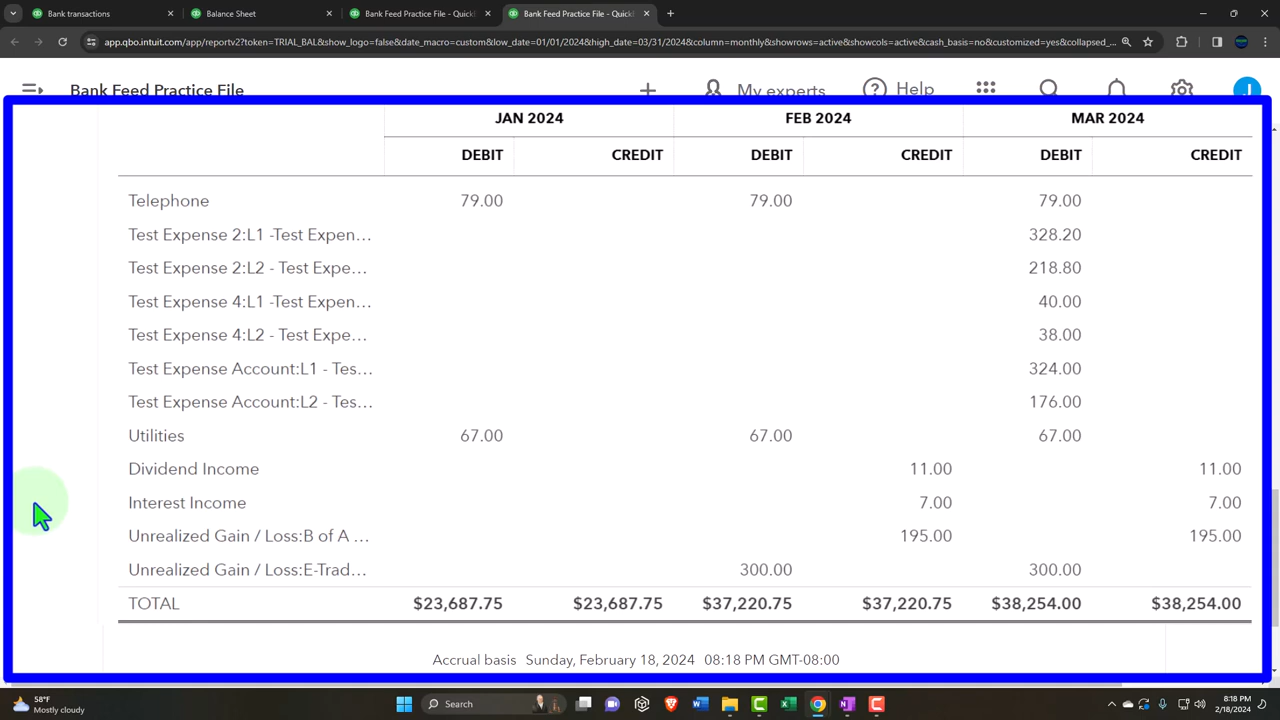 Bank transactions
Balance Sheet
Bank Feed Practice File - Quickl
Bank Feed Practice File - Quickl
app.qbo.intuit.com/app/reportv2?token=TRIAL_BAL&show_logo=false&date_macro=custom&low_date=01/01/2024&high_date=03/31/2024&column=monthly&showrows=active&showcols=active&cash_basis=no&customized=yes&collapsed_...
Bank Feed Practice File My experts Help J
JAN 2024 FEB 2024 MAR 2024
DEBIT CREDIT DEBIT CREDIT DEBIT CREDIT
Telephone 79.00 79.00 79.00
Test Expense 2:L1 -Test Expen... 328.20
Test Expense 2:L2 - Test Expe... 218.80
Test Expense 4:L1 -Test Expen... 40.00
Test Expense 4:L2 - Test Expe... 38.00
Test Expense Account:L1 - Tes... 324.00
Test Expense Account:L2 - Tes... 176.00
Utilities 67.00 67.00 67.00
Dividend Income 11.00 11.00
Interest Income 7.00 7.00
Unrealized Gain / Loss:B of A ... 195.00 195.00
Unrealized Gain / Loss:E-Trad... 300.00 300.00
TOTAL $23,687.75 $23,687.75 $37,220.75 $37,220.75 $38,254.00 $38,254.00
Accrual basis Sunday, February 18, 2024 08:18 PM GMT-08:00
58°F
Mostly cloudy
Search
8:18 PM
2/18/2024